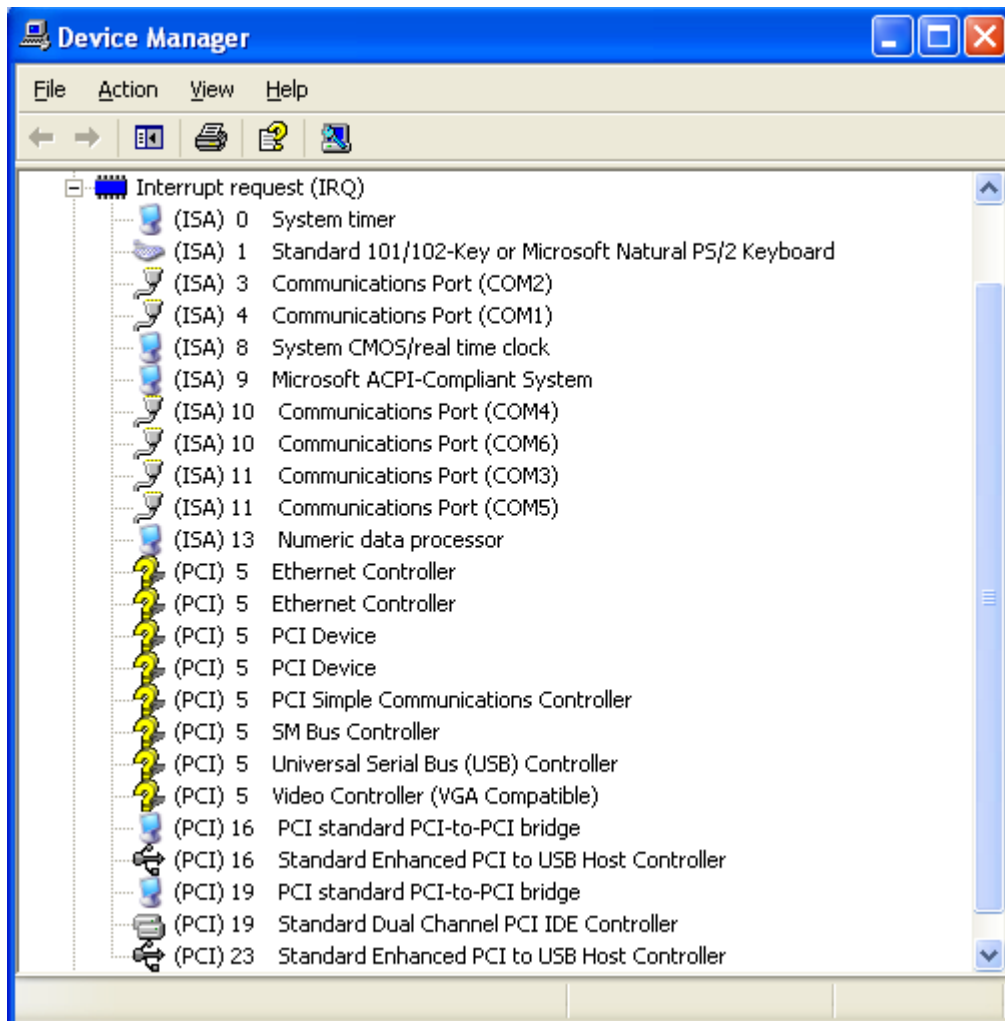 Device Manager
File Action View Help
Interrupt request (IRQ)
(ISA) 0 System timer
(ISA) 1 Standard 101/102-Key or Microsoft Natural PS/2 Keyboard
(ISA) 3 Communications Port (COM2)
(ISA) 4 Communications Port (COM1)
(ISA) 8 System CMOS/real time clock
(ISA) 9 Microsoft ACPI-Compliant System
(ISA) 10 Communications Port (COM4)
(ISA) 10 Communications Port (COM6)
(ISA) 11 Communications Port (COM3)
(ISA) 11 Communications Port (COM5)
(ISA) 13 Numeric data processor
(PCI) 5 Ethernet Controller
(PCI) 5 Ethernet Controller
(PCI) 5 PCI Device
(PCI) 5 PCI Device
(PCI) 5 PCI Simple Communications Controller
(PCI) 5 SM Bus Controller
(PCI) 5 Universal Serial Bus (USB) Controller
(PCI) 5 Video Controller (VGA Compatible)
(PCI) 16 PCI standard PCI-to-PCI bridge
(PCI) 16 Standard Enhanced PCI to USB Host Controller
(PCI) 19 PCI standard PCI-to-PCI bridge
(PCI) 19 Standard Dual Channel PCI IDE Controller
(PCI) 23 Standard Enhanced PCI to USB Host Controller